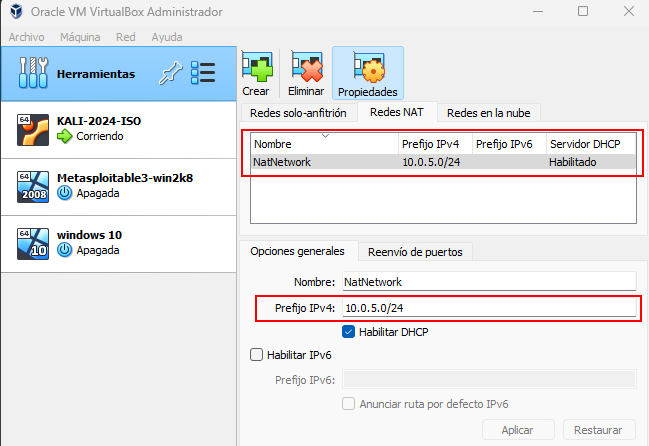 Oracle VM VirtualBox Administrador
Archivo Máquina Red Ayuda
Herramientas
Crear Eliminar Propiedades
Redes solo-anfitrión Redes NAT Redes en la nube
Nombre Prefijo IPv4 Prefijo IPv6 Servidor DHCP
NatNetwork 10.0.5.0/24 Habilitado
64 KALI-2024-ISO
Corriendo
64 2008 Metasploitable3-win2k8
Apagada
64 10 windows 10
Apagada
Opciones generales Reenvío de puertos
Nombre: NatNetwork
Prefijo IPv4: 10.0.5.0/24
Habilitar DHCP
Habilitar IPv6
Prefijo IPv6:
Anunciar ruta por defecto IPv6
Aplicar Restaurar